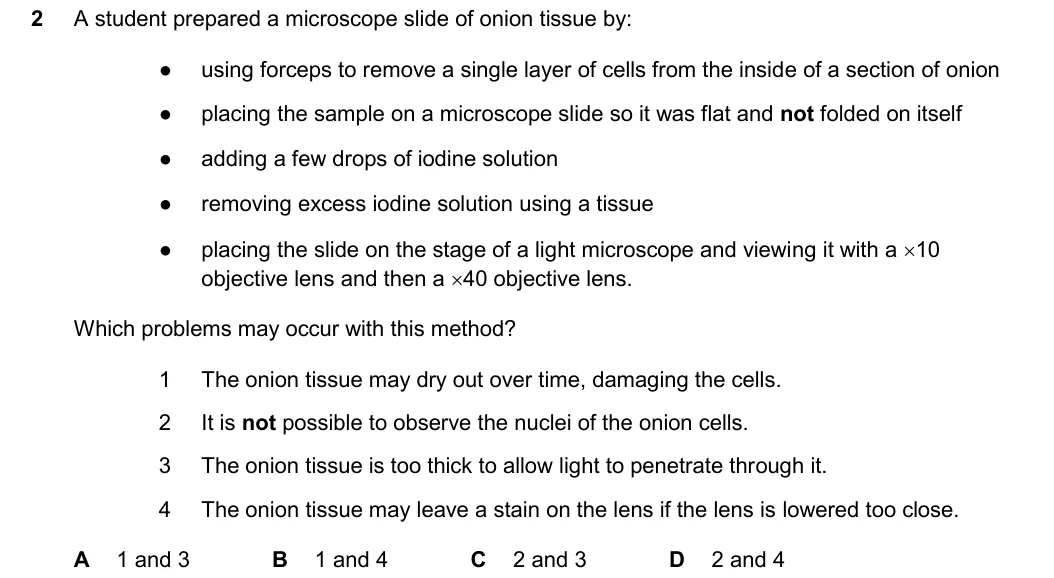 2 A student prepared a microscope slide of onion tissue by:
• using forceps to remove a single layer of cells from the inside of a section of onion
• placing the sample on a microscope slide so it was flat and not folded on itself
• adding a few drops of iodine solution
• removing excess iodine solution using a tissue
• placing the slide on the stage of a light microscope and viewing it with a ×10
objective lens and then a ×40 objective lens.
Which problems may occur with this method?
1 The onion tissue may dry out over time, damaging the cells.
2 It is not possible to observe the nuclei of the onion cells.
3 The onion tissue is too thick to allow light to penetrate through it.
4 The onion tissue may leave a stain on the lens if the lens is lowered too close.
A 1 and 3 B 1 and 4 C 2 and 3 D 2 and 4